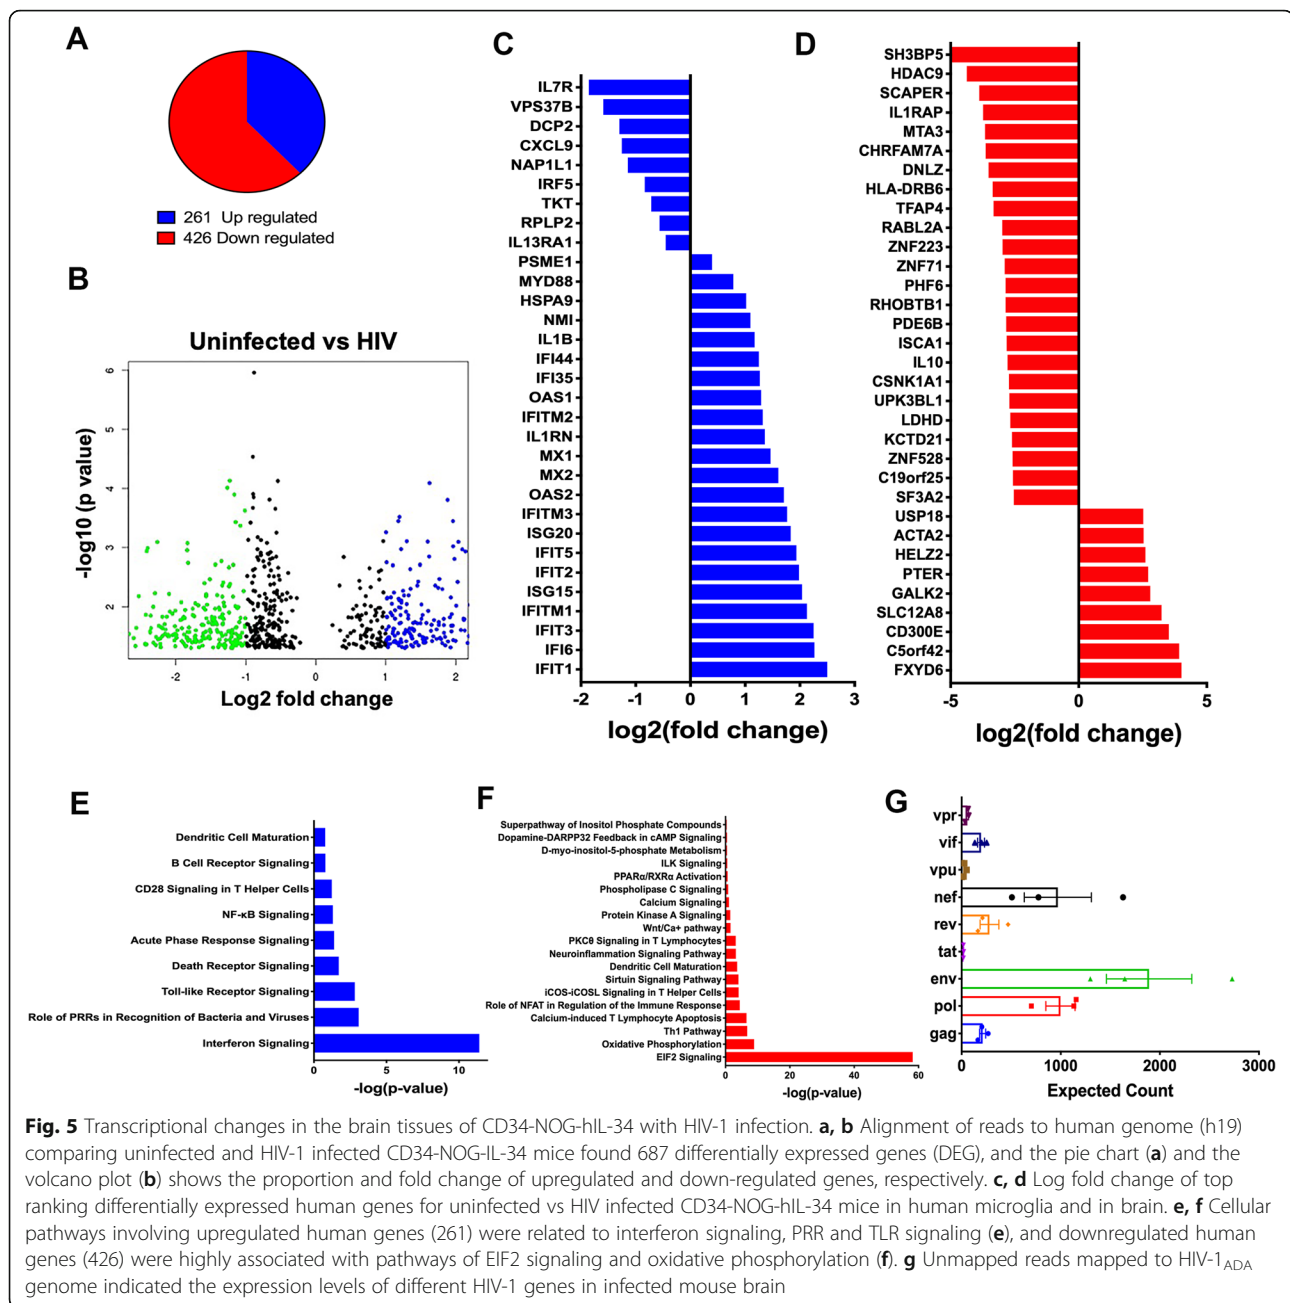 A
261 Up regulated
426 Down regulated
B
Uninfected vs HIV
-log10 (p value)
6
5
4
3
2
-2
-1
0
1
2
Log2 fold change
C
IL7R
VPS37B
DCP2
CXCL9
NAP1L1
IRF5
TKT
RPLP2
IL13RA1
PSME1
MYD88
HSPA9
NMI
IL1B
IFI44
IFI35
OAS1
IFITM2
IL1RN
MX1
MX2
OAS2
IFITM3
ISG20
IFIT5
IFIT2
ISG15
IFITM1
IFIT3
IFI6
IFIT1
-2 -1 0 1 2 3
log2(fold change)
D
SH3BP5
HDAC9
SCAPER
IL1RAP
MTA3
CHRFAM7A
DNLZ
HLA-DRB6
TFAP4
RABL2A
ZNF223
ZNF71
PHF6
RHOBTB1
PDE6B
ISCA1
IL10
CSNK1A1
UPK3BL1
LDHD
KCTD21
ZNF528
C19orf25
SF3A2
USP18
ACTA2
HELZ2
PTER
GALK2
SLC12A8
CD300E
C5orf42
FXYD6
-5 0 5
log2(fold change)
E
Dendritic Cell Maturation
B Cell Receptor Signaling
CD28 Signaling in T Helper Cells
NF-κB Signaling
Acute Phase Response Signaling
Death Receptor Signaling
Toll-like Receptor Signaling
Role of PRRs in Recognition of Bacteria and Viruses
Interferon Signaling
0 5 10
-log(p-value)
F
Superpathway of Inositol Phosphate Compounds
Dopamine-DARPP32 Feedback in cAMP Signaling
D-myo-inositol-5-phosphate Metabolism
ILK Signaling
PPARα/RXRα Activation
Phospholipase C Signaling
Calcium Signaling
Protein Kinase A Signaling
Wnt/Ca+ pathway
PKCθ Signaling in T Lymphocytes
Neuroinflammation Signaling Pathway
Dendritic Cell Maturation
Sirtuin Signaling Pathway
iCOS-iCOSL Signaling in T Helper Cells
Role of NFAT in Regulation of the Immune Response
Calcium-induced T Lymphocyte Apoptosis
Th1 Pathway
Oxidative Phosphorylation
EIF2 Signaling
0 20 40 60
-log(p-value)
G
vpr
vif
vpu
nef
rev
tat
env
pol
gag
0 1000 2000 3000
Expected Count
Fig. 5 Transcriptional changes in the brain tissues of CD34-NOG-hIL-34 with HIV-1 infection. a, b Alignment of reads to human genome (h19)
comparing uninfected and HIV-1 infected CD34-NOG-IL-34 mice found 687 differentially expressed genes (DEG), and the pie chart (a) and the
volcano plot (b) shows the proportion and fold change of upregulated and down-regulated genes, respectively. c, d Log fold change of top
ranking differentially expressed human genes for uninfected vs HIV infected CD34-NOG-hIL-34 mice in human microglia and in brain. e, f Cellular
pathways involving upregulated human genes (261) were related to interferon signaling, PRR and TLR signaling (e), and downregulated human
genes (426) were highly associated with pathways of EIF2 signaling and oxidative phosphorylation (f). g Unmapped reads mapped to HIV-1ADA
genome indicated the expression levels of different HIV-1 genes in infected mouse brain